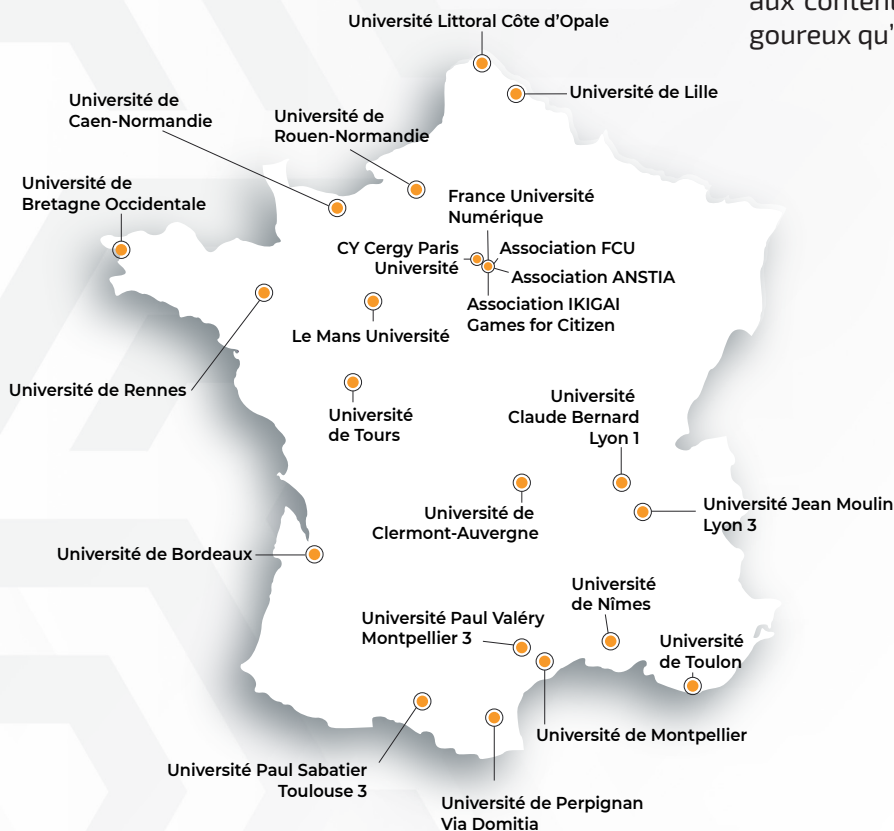 aux content
goureux qu'
Université Littoral Côte d'Opale
Université de Lille
Université de
Caen-Normandie
Université de
Rouen-Normandie
Université de
Bretagne Occidentale
France Université
Numérique
CY Cergy Paris
Université
Association FCU
Association ANSTIA
Association IKIGAI
Games for Citizen
Le Mans Université
Université de Rennes
Université
de Tours
Université
Claude Bernard
Lyon 1
Université Jean Moulin
Lyon 3
Université de
Clermont-Auvergne
Université de Bordeaux
Université
de Nîmes
Université Paul Valéry
Montpellier 3
Université
de Toulon
Université de Montpellier
Université Paul Sabatier
Toulouse 3
Université de Perpignan
Via Domitia